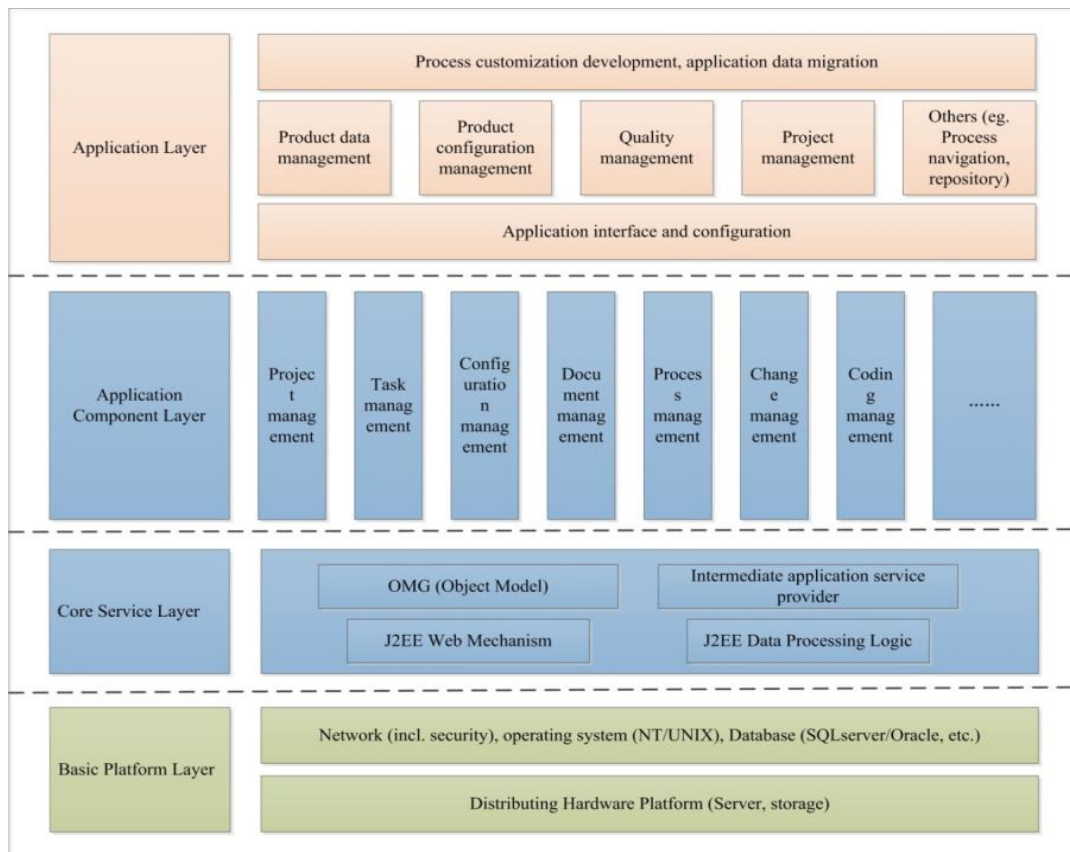 Process customization development, application data migration
Application Layer
Product data
management
Product
configuration
management
Quality
management
Project
management
Others (eg.
Process
navigation,
repository)
Application interface and configuration
Application
Component Layer
Projec
t
manag
ement
Task
manag
ement
Config
uratio
n
manag
ement
Docu
ment
manag
ement
Proces
s
manag
ement
Chang
e
manag
ement
Codin
g
manag
ement
......
Core Service Layer
OMG (Object Model)
Intermediate application service
provider
J2EE Web Mechanism
J2EE Data Processing Logic
Basic Platform Layer
Network (incl. security), operating system (NT/UNIX), Database (SQLserver/Oracle, etc.)
Distributing Hardware Platform (Server, storage)